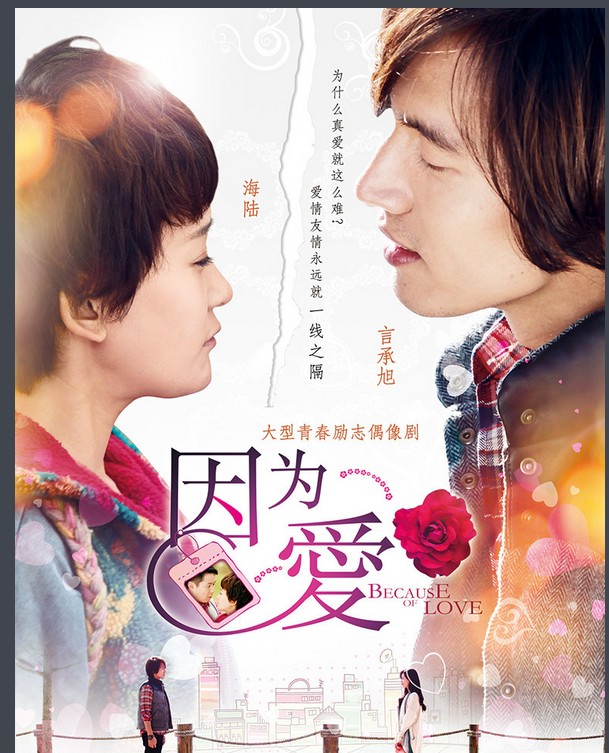 为什么真爱就这么难?
爱情友情永远就一线之隔
海陆
言承旭
大型青春励志偶像剧
因为
爱
BECAUSE
OF LOVE